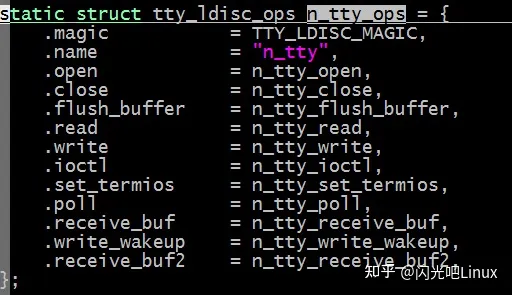 static struct tty_ldisc_ops n_tty_ops = {
    .magic           = TTY_LDISC_MAGIC,
    .name            = "n_tty",
    .open            = n_tty_open,
    .close           = n_tty_close,
    .flush_buffer    = n_tty_flush_buffer,
    .read            = n_tty_read,
    .write           = n_tty_write,
    .ioctl           = n_tty_ioctl,
    .set_termios     = n_tty_set_termios,
    .poll            = n_tty_poll,
    .receive_buf     = n_tty_receive_buf,
    .write_wakeup    = n_tty_write_wakeup,
    .receive_buf2    = n_tty_receive_buf2,
};
知乎 @闪光吧Linux